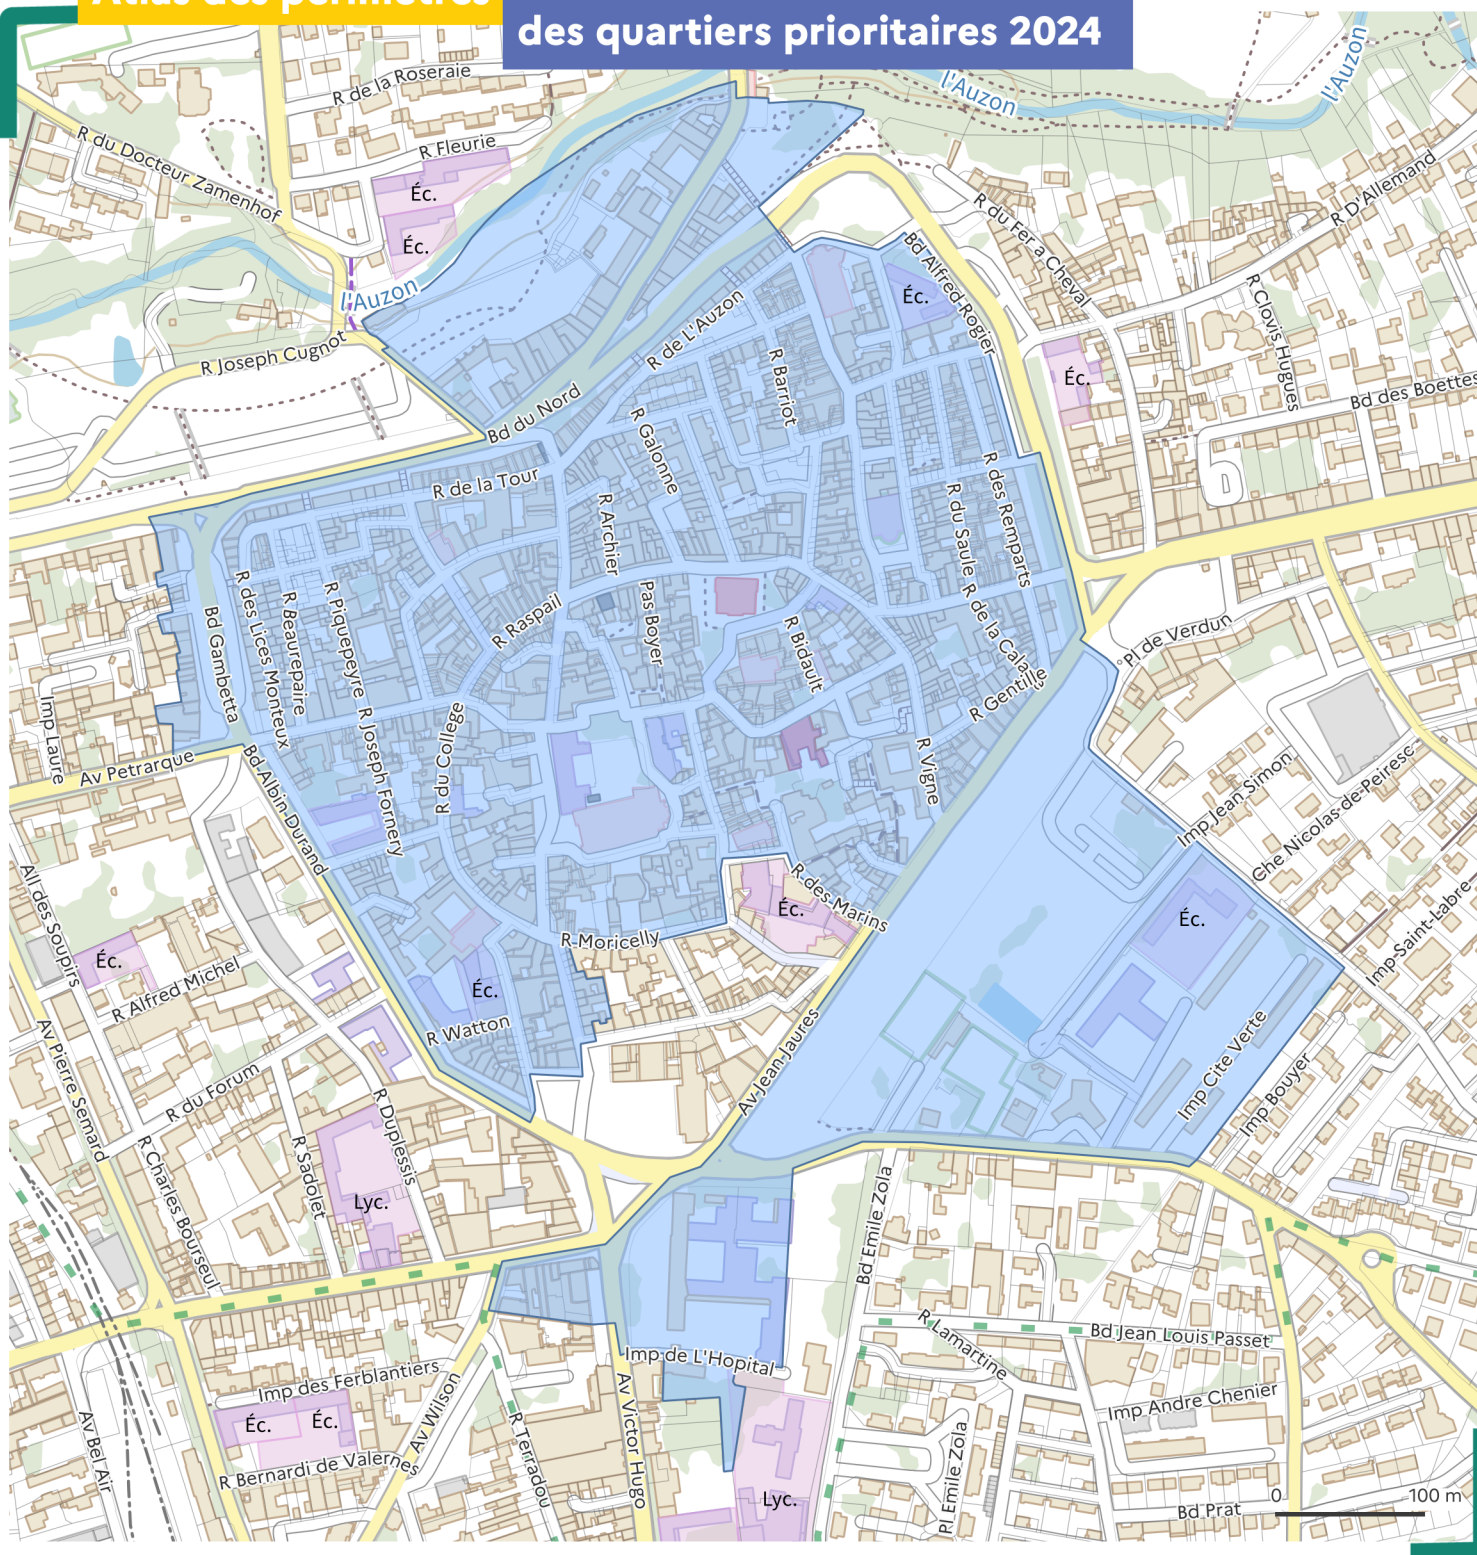 Atlas des périmètres
des quartiers prioritaires 2024
l'Auzon
l'Auzon
R de la Roseraie
R Fleurie
R du Docteur Zamenhof
Éc.
Éc.
l'Auzon
R Joseph Cugnot
R D'Allemand
R du Fer a Cheval
Bd Alfred Rogier
Éc.
R Clovis Hugues
Éc.
Bd des Boettes
R de L'Auzon
R Barriot
Bd du Nord
R Galonne
R de la Tour
R Archier
R des Remparts
R du Saule
R de la Cala
R Gentille
Pl de Verdun
R des Lices Monteux
R Beaurepaire
R Piquepeyre
R Raspail
Pas Boyer
R Bidault
Bd Gambetta
Imp Laure
Av Petrarque
R Joseph Fornery
R du College
R Vigne
Bd Albin Durand
Imp Jean Simon
Che Nicolas de Peiresc
Imp Saint-Labre
All des Soupirs
Éc.
R Alfred Michel
R des Marins
Éc.
R Moricelly
Éc.
R Watton
Éc.
Av Jean Jaures
Imp Cite Verte
Imp Bouyer
Av Pierre Semard
R du Forum
R Duplessis
R Sadolet
R Charles Bourseul
Lyc.
Bd Emile Zola
Imp de L'Hopital
R Lamartine
Bd Jean Louis Passet
Imp Andre Chenier
Imp des Ferblantiers
Éc.
Éc.
R Bernardi de Valernes
Av Wilson
R Terradou
Av Victor Hugo
Av Bel Air
Lyc.
Rl Emile Zola
Bd Prat
0
100 m